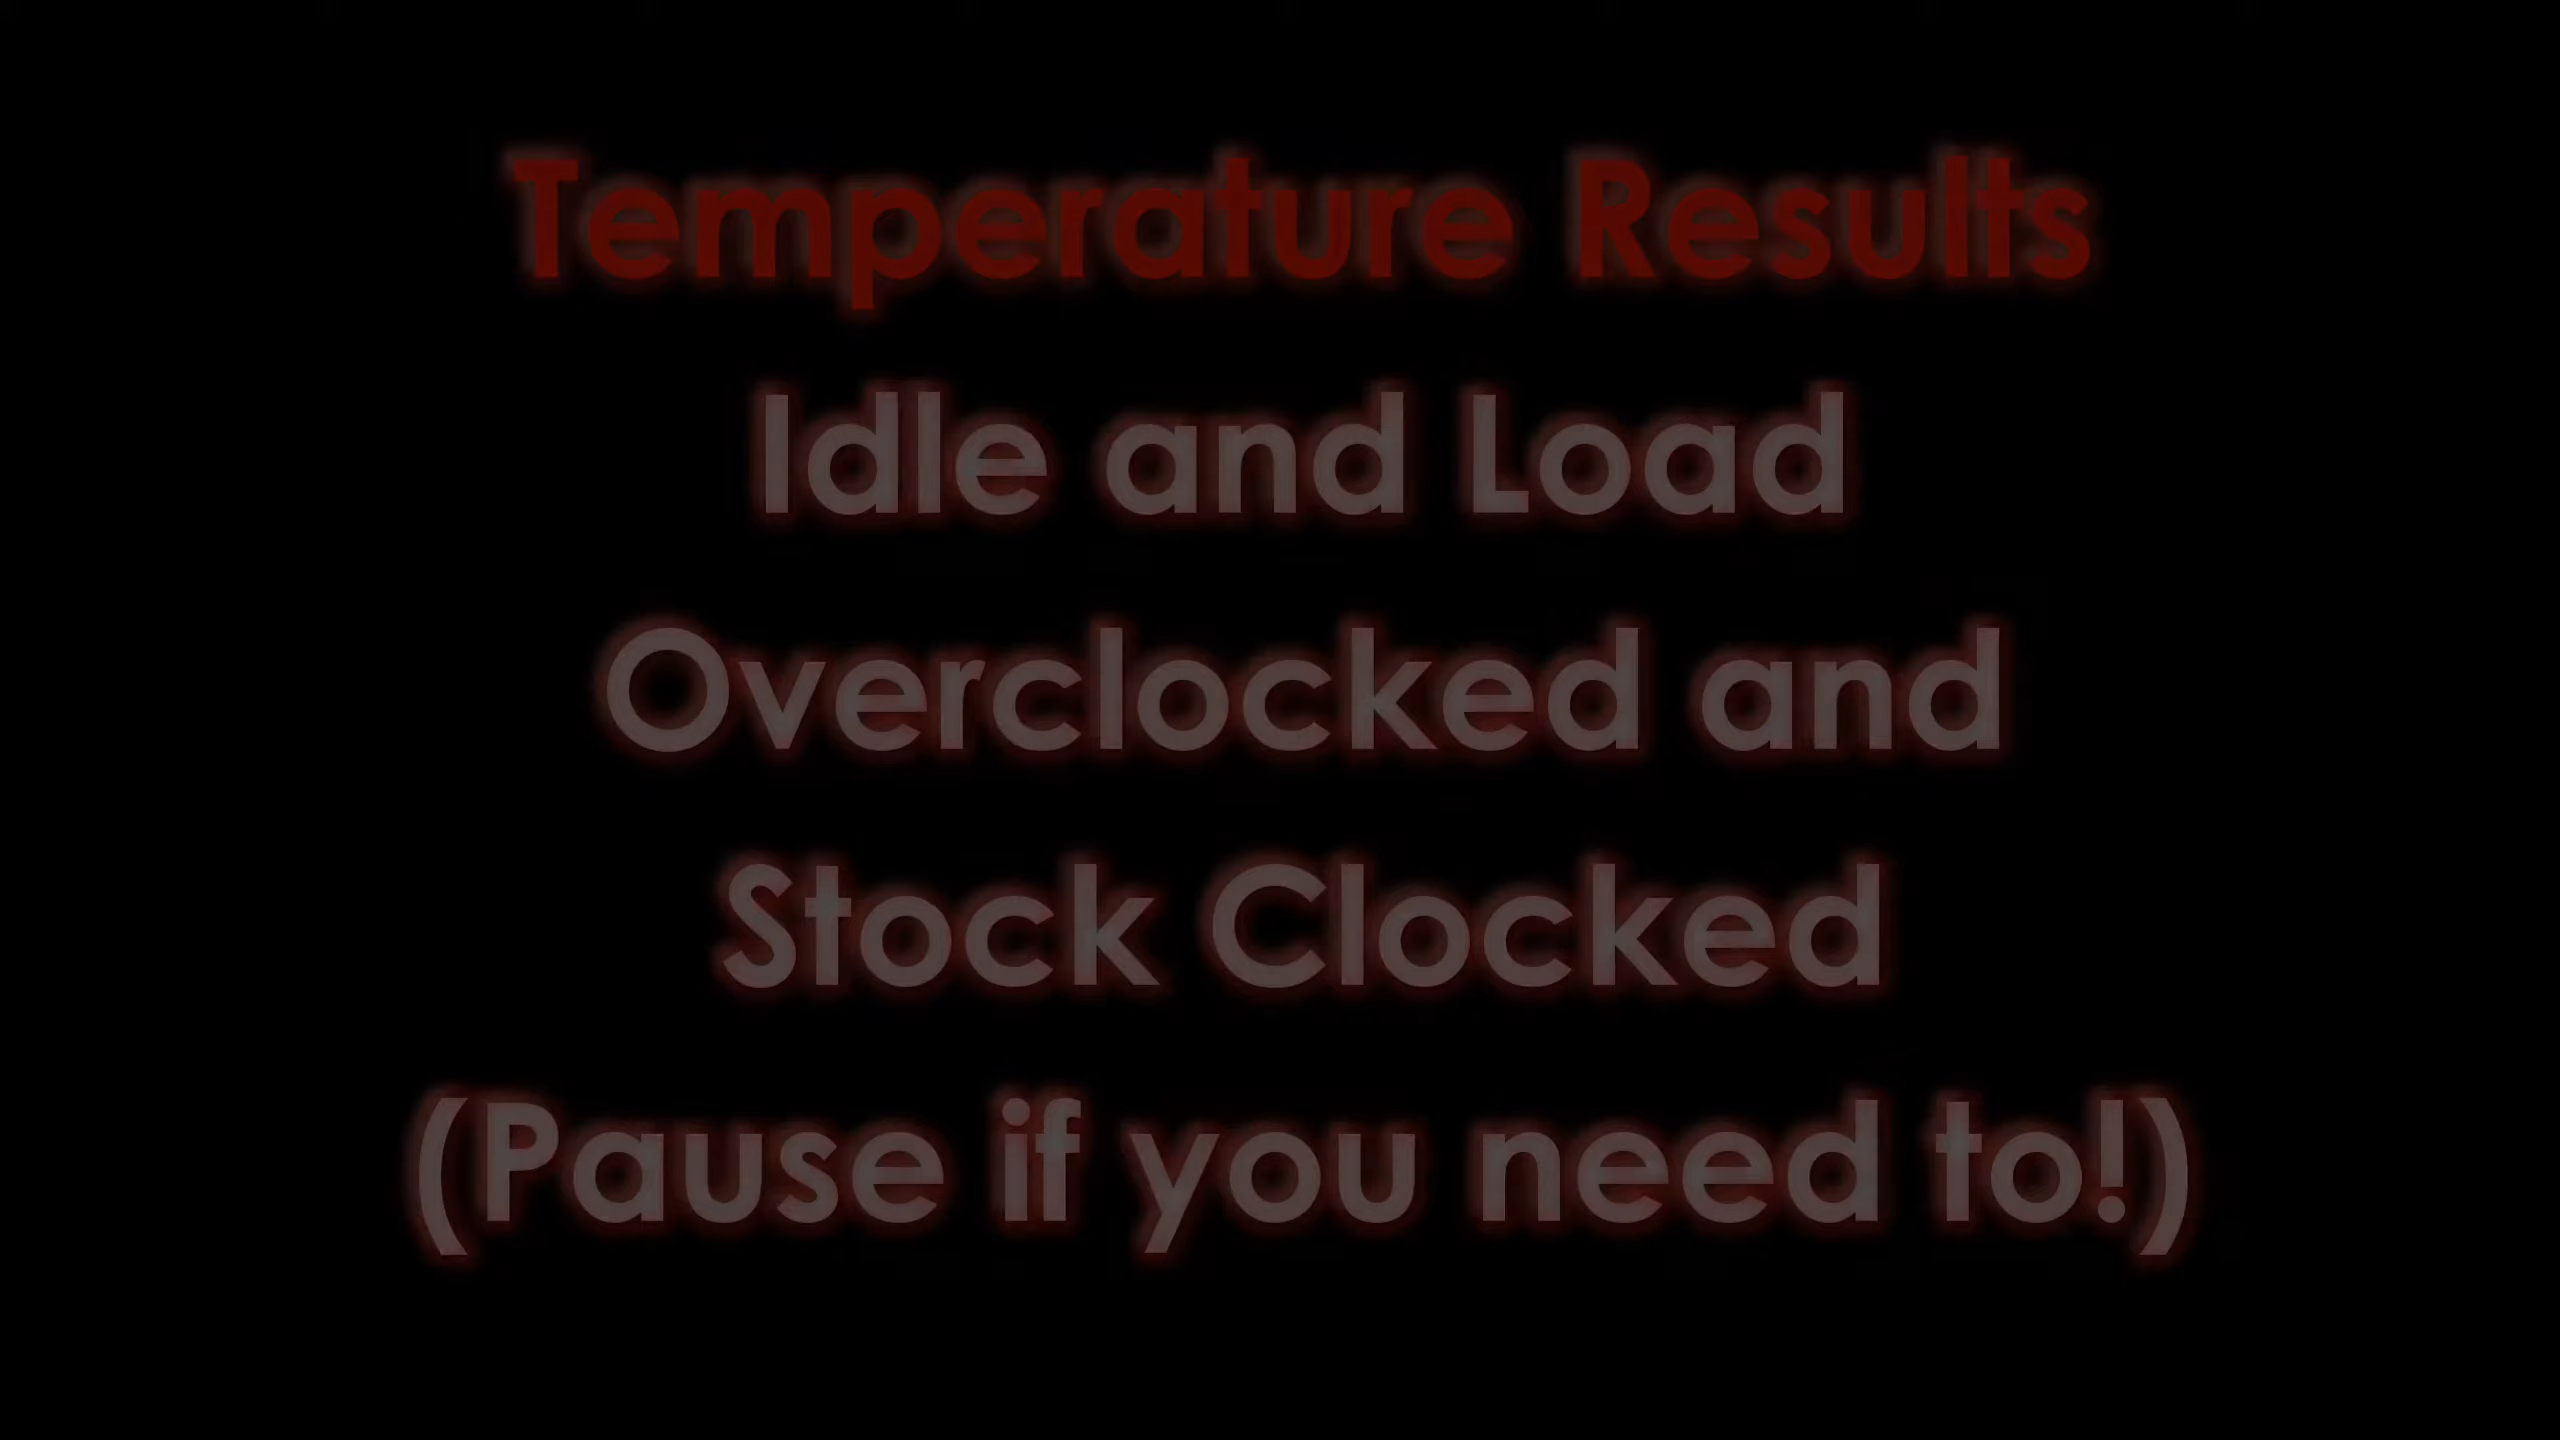 Temperature Results
Idle and Load
Overclocked and
Stock Clocked
(Pause if you need to!)